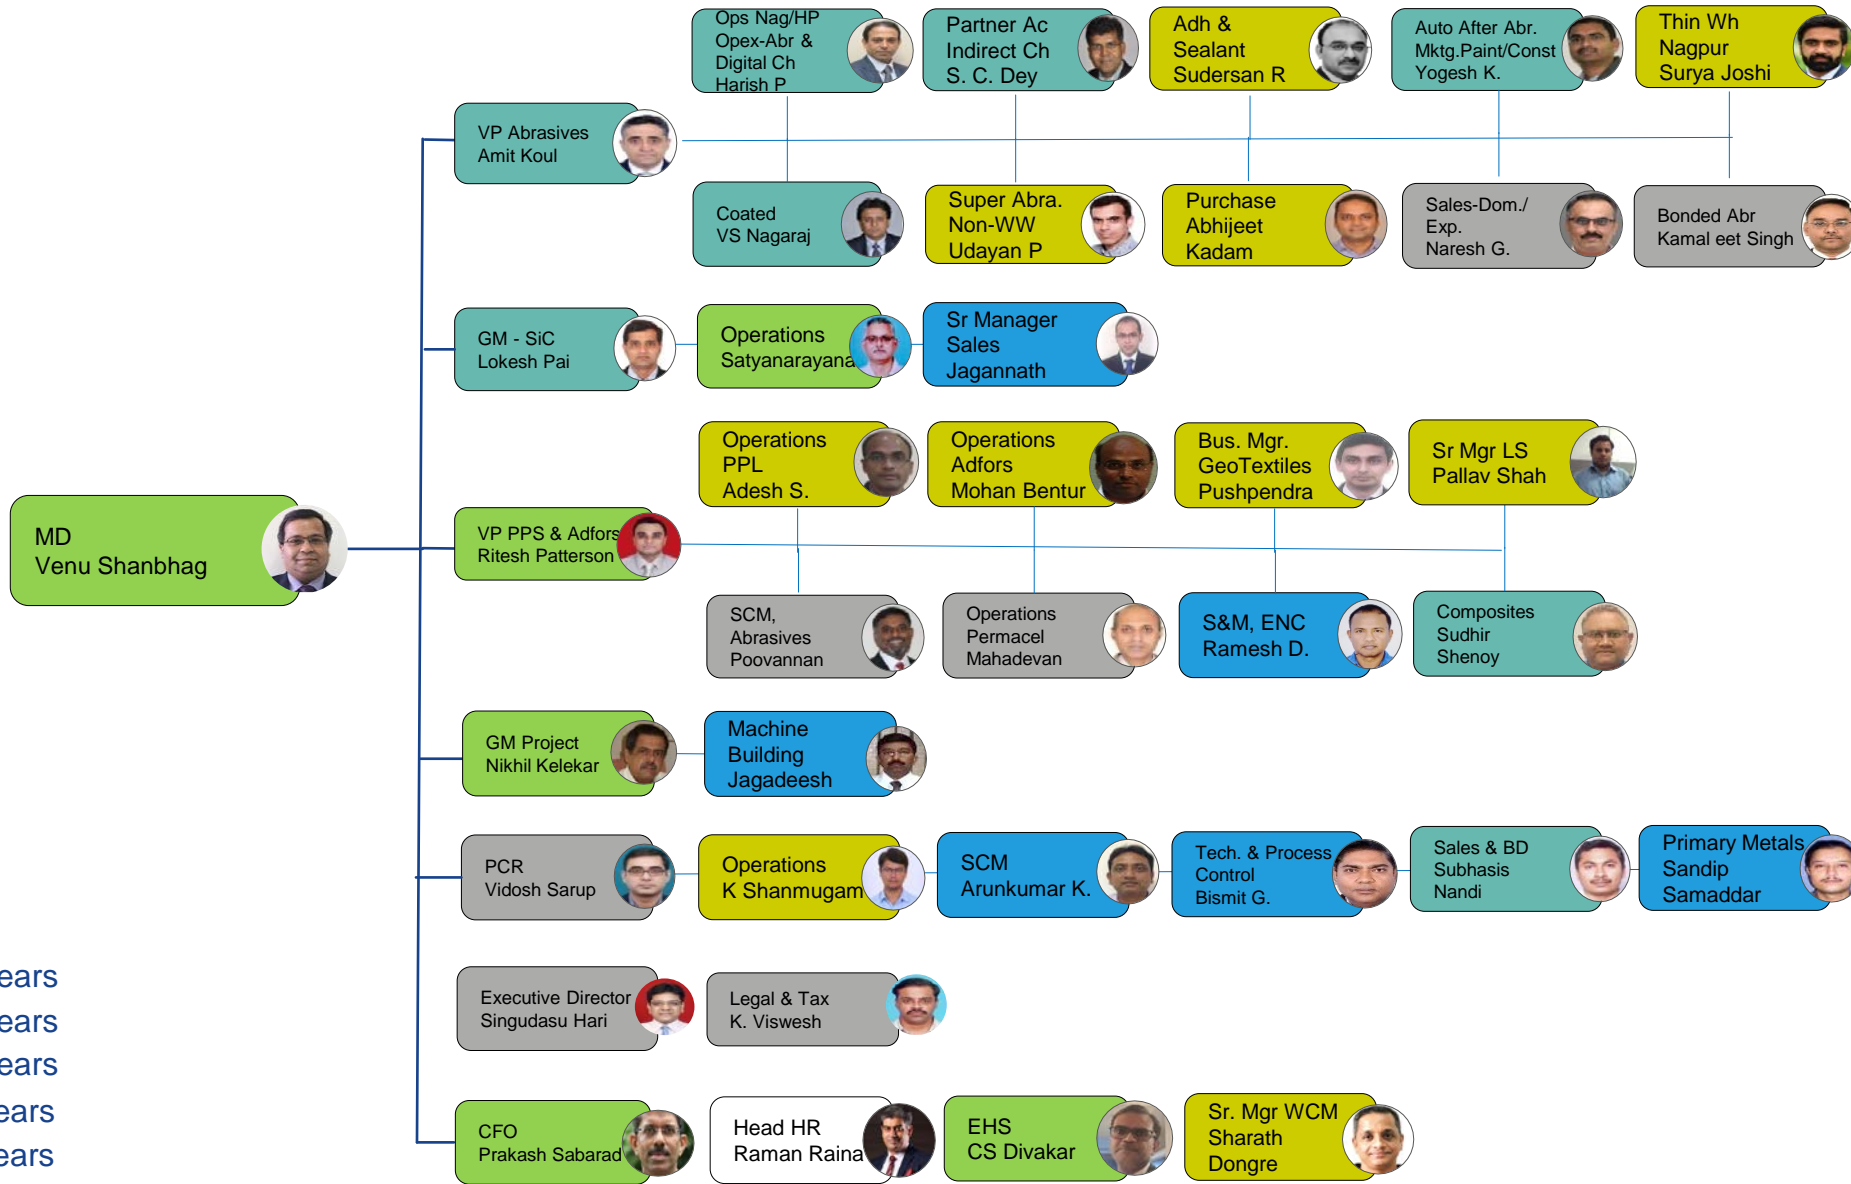 Ops Nag/HP
Opex-Abr &
Digital Ch
Harish P
Partner Ac
Indirect Ch
S. C. Dey
Adh &
Sealant
Sudersan R
Auto After Abr.
Mktg.Paint/Const
Yogesh K.
Thin Wh
Nagpur
Surya Joshi
VP Abrasives
Amit Koul
Coated
VS Nagaraj
Super Abra.
Non-WW
Udayan P
Purchase
Abhijeet
Kadam
Sales-Dom./
Exp.
Naresh G.
Bonded Abr
Kamal eet Singh
GM - SiC
Lokesh Pai
Operations
Satyanarayana
Sr Manager
Sales
Jagannath
Operations
PPL
Adesh S.
Operations
Adfors
Mohan Bentur
Bus. Mgr.
GeoTextiles
Pushpendra
Sr Mgr LS
Pallav Shah
MD
Venu Shanbhag
VP PPS & Adfors
Ritesh Patterson
SCM,
Abrasives
Poovannan
Operations
Permacel
Mahadevan
S&M, ENC
Ramesh D.
Composites
Sudhir
Shenoy
GM Project
Nikhil Kelekar
Machine
Building
Jagadeesh
PCR
Vidosh Sarup
Operations
K Shanmugam
SCM
Arunkumar K.
Tech. & Process
Control
Bismit G.
Sales & BD
Subhasis
Nandi
Primary Metals
Sandip
Samaddar
ears
ears
ears
ears
ears
Executive Director
Singudasu Hari
Legal & Tax
K. Viswesh
CFO
Prakash Sabarad
Head HR
Raman Raina
EHS
CS Divakar
Sr. Mgr WCM
Sharath
Dongre